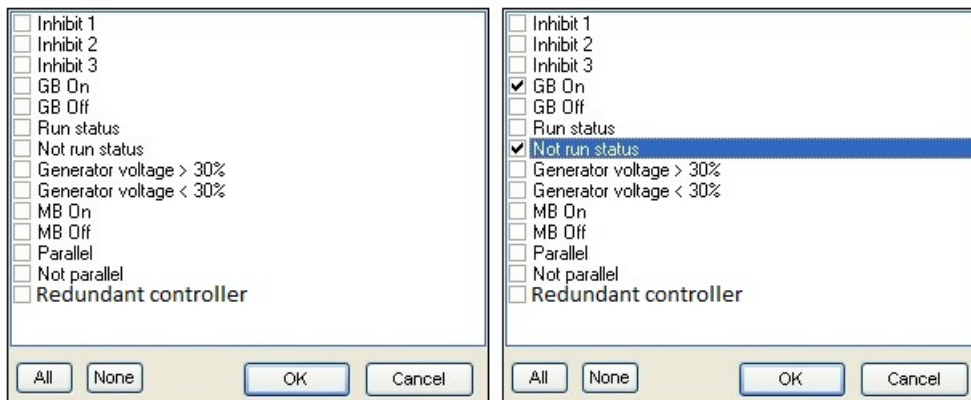 Inhibit 1
Inhibit 2
Inhibit 3
GB On
GB Off
Run status
Not run status
Generator voltage > 30%
Generator voltage < 30%
MB On
MB Off
Parallel
Not parallel
Redundant controller
All None OK Cancel
Inhibit 1
Inhibit 2
Inhibit 3
GB On
GB Off
Run status
Not run status
Generator voltage > 30%
Generator voltage < 30%
MB On
MB Off
Parallel
Not parallel
Redundant controller
All None OK Cancel